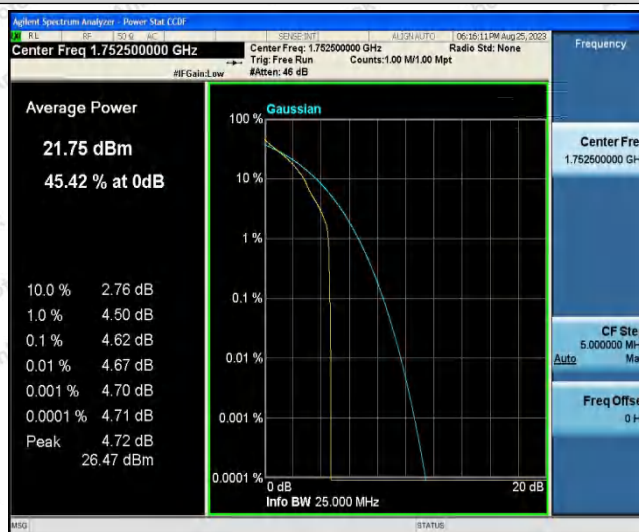 Agilent Spectrum Analyzer - Power Stat CCDF
RL RF 50 Ω AC SENSE:INT ALIGN AUTO 06:16:11 PM Aug 25, 2023
Center Freq 1.752500000 GHz
Center Freq: 1.752500000 GHz Radio Std: None
Trig: Free Run Counts:1.00 M/1.00 Mpt
#IFGain:Low #Atten: 46 dB
Frequency
Average Power
21.75 dBm
45.42 % at 0dB
10.0 % 2.76 dB
1.0 % 4.50 dB
0.1 % 4.62 dB
0.01 % 4.67 dB
0.001 % 4.70 dB
0.0001 % 4.71 dB
Peak 4.72 dB
26.47 dBm
Gaussian
100 %
10 %
1 %
0.1 %
0.01 %
0.001 %
0.0001 %
0 dB 20 dB
Info BW 25.000 MHz
Center Fre
1.752500000 GH
CF Ste
5.000000 MH
Auto Ma
Freq Offse
0 H
MSG STATUS